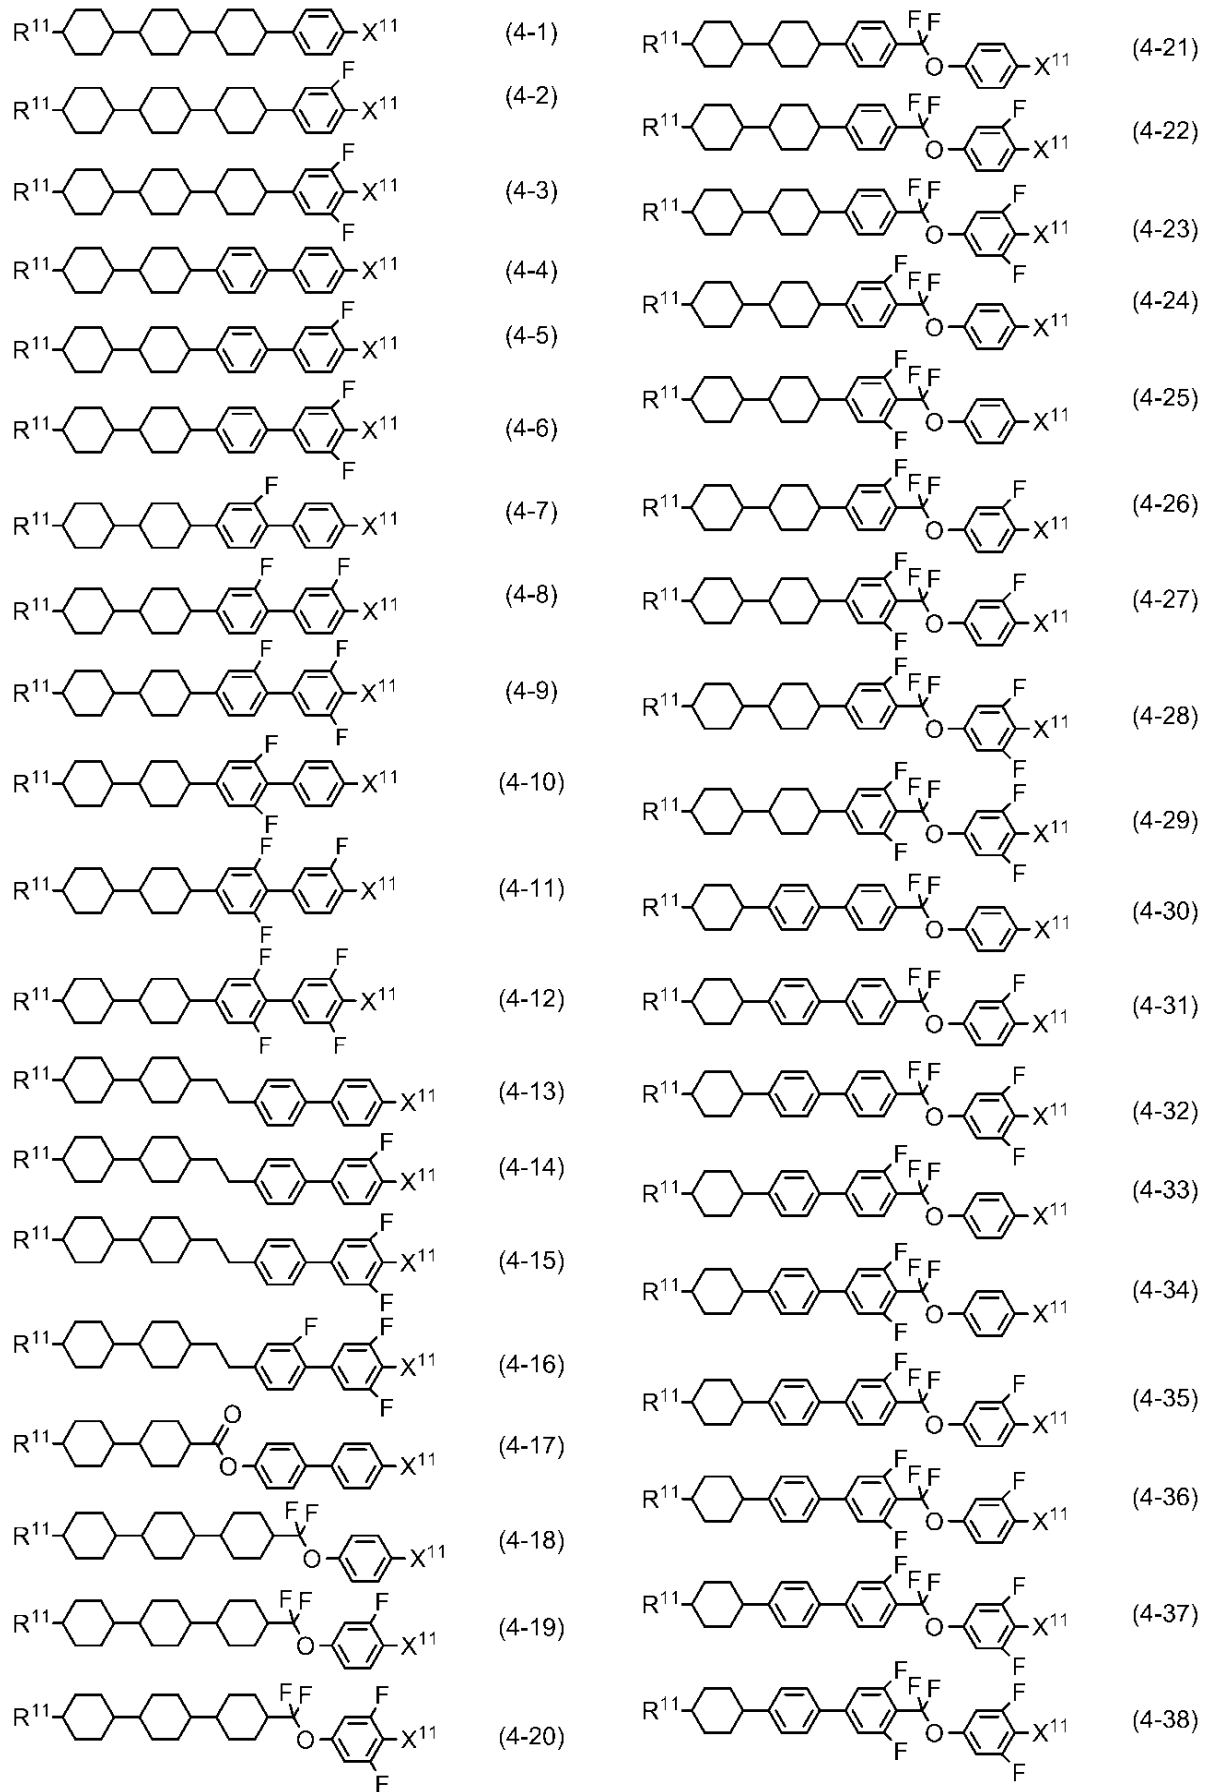 R¹¹ X¹¹ (4-1)
F
R¹¹ X¹¹ (4-2)
F
R¹¹ X¹¹ (4-3)
F
R¹¹ X¹¹ (4-4)
F
R¹¹ X¹¹ (4-5)
F
R¹¹ X¹¹ (4-6)
F
F
R¹¹ X¹¹ (4-7)
F F
R¹¹ X¹¹ (4-8)
F F
R¹¹ X¹¹ (4-9)
F
F
R¹¹ X¹¹ (4-10)
F
F F
R¹¹ X¹¹ (4-11)
F
F F
R¹¹ X¹¹ (4-12)
F F
R¹¹ X¹¹ (4-13)
F
R¹¹ X¹¹ (4-14)
F
R¹¹ X¹¹ (4-15)
F
F F
R¹¹ X¹¹ (4-16)
F
O
R¹¹ O X¹¹ (4-17)
F F
R¹¹ O X¹¹ (4-18)
F F F
R¹¹ O X¹¹ (4-19)
F F F
R¹¹ O X¹¹ (4-20)
F
F F
R¹¹ O X¹¹ (4-21)
F F F
R¹¹ O X¹¹ (4-22)
F F F
R¹¹ O X¹¹ (4-23)
F
F F F
R¹¹ O X¹¹ (4-24)
F F F
R¹¹ O X¹¹ (4-25)
F
F F F F
R¹¹ O X¹¹ (4-26)
F F F F
R¹¹ O X¹¹ (4-27)
F
F F F F
R¹¹ O X¹¹ (4-28)
F
F F F F
R¹¹ O X¹¹ (4-29)
F F
F F
R¹¹ O X¹¹ (4-30)
F F F
R¹¹ O X¹¹ (4-31)
F F F
R¹¹ O X¹¹ (4-32)
F
F F F
R¹¹ O X¹¹ (4-33)
F F F
R¹¹ O X¹¹ (4-34)
F
F F F F
R¹¹ O X¹¹ (4-35)
F F F F
R¹¹ O X¹¹ (4-36)
F
F F F F
R¹¹ O X¹¹ (4-37)
F
F F F F
R¹¹ O X¹¹ (4-38)
F F